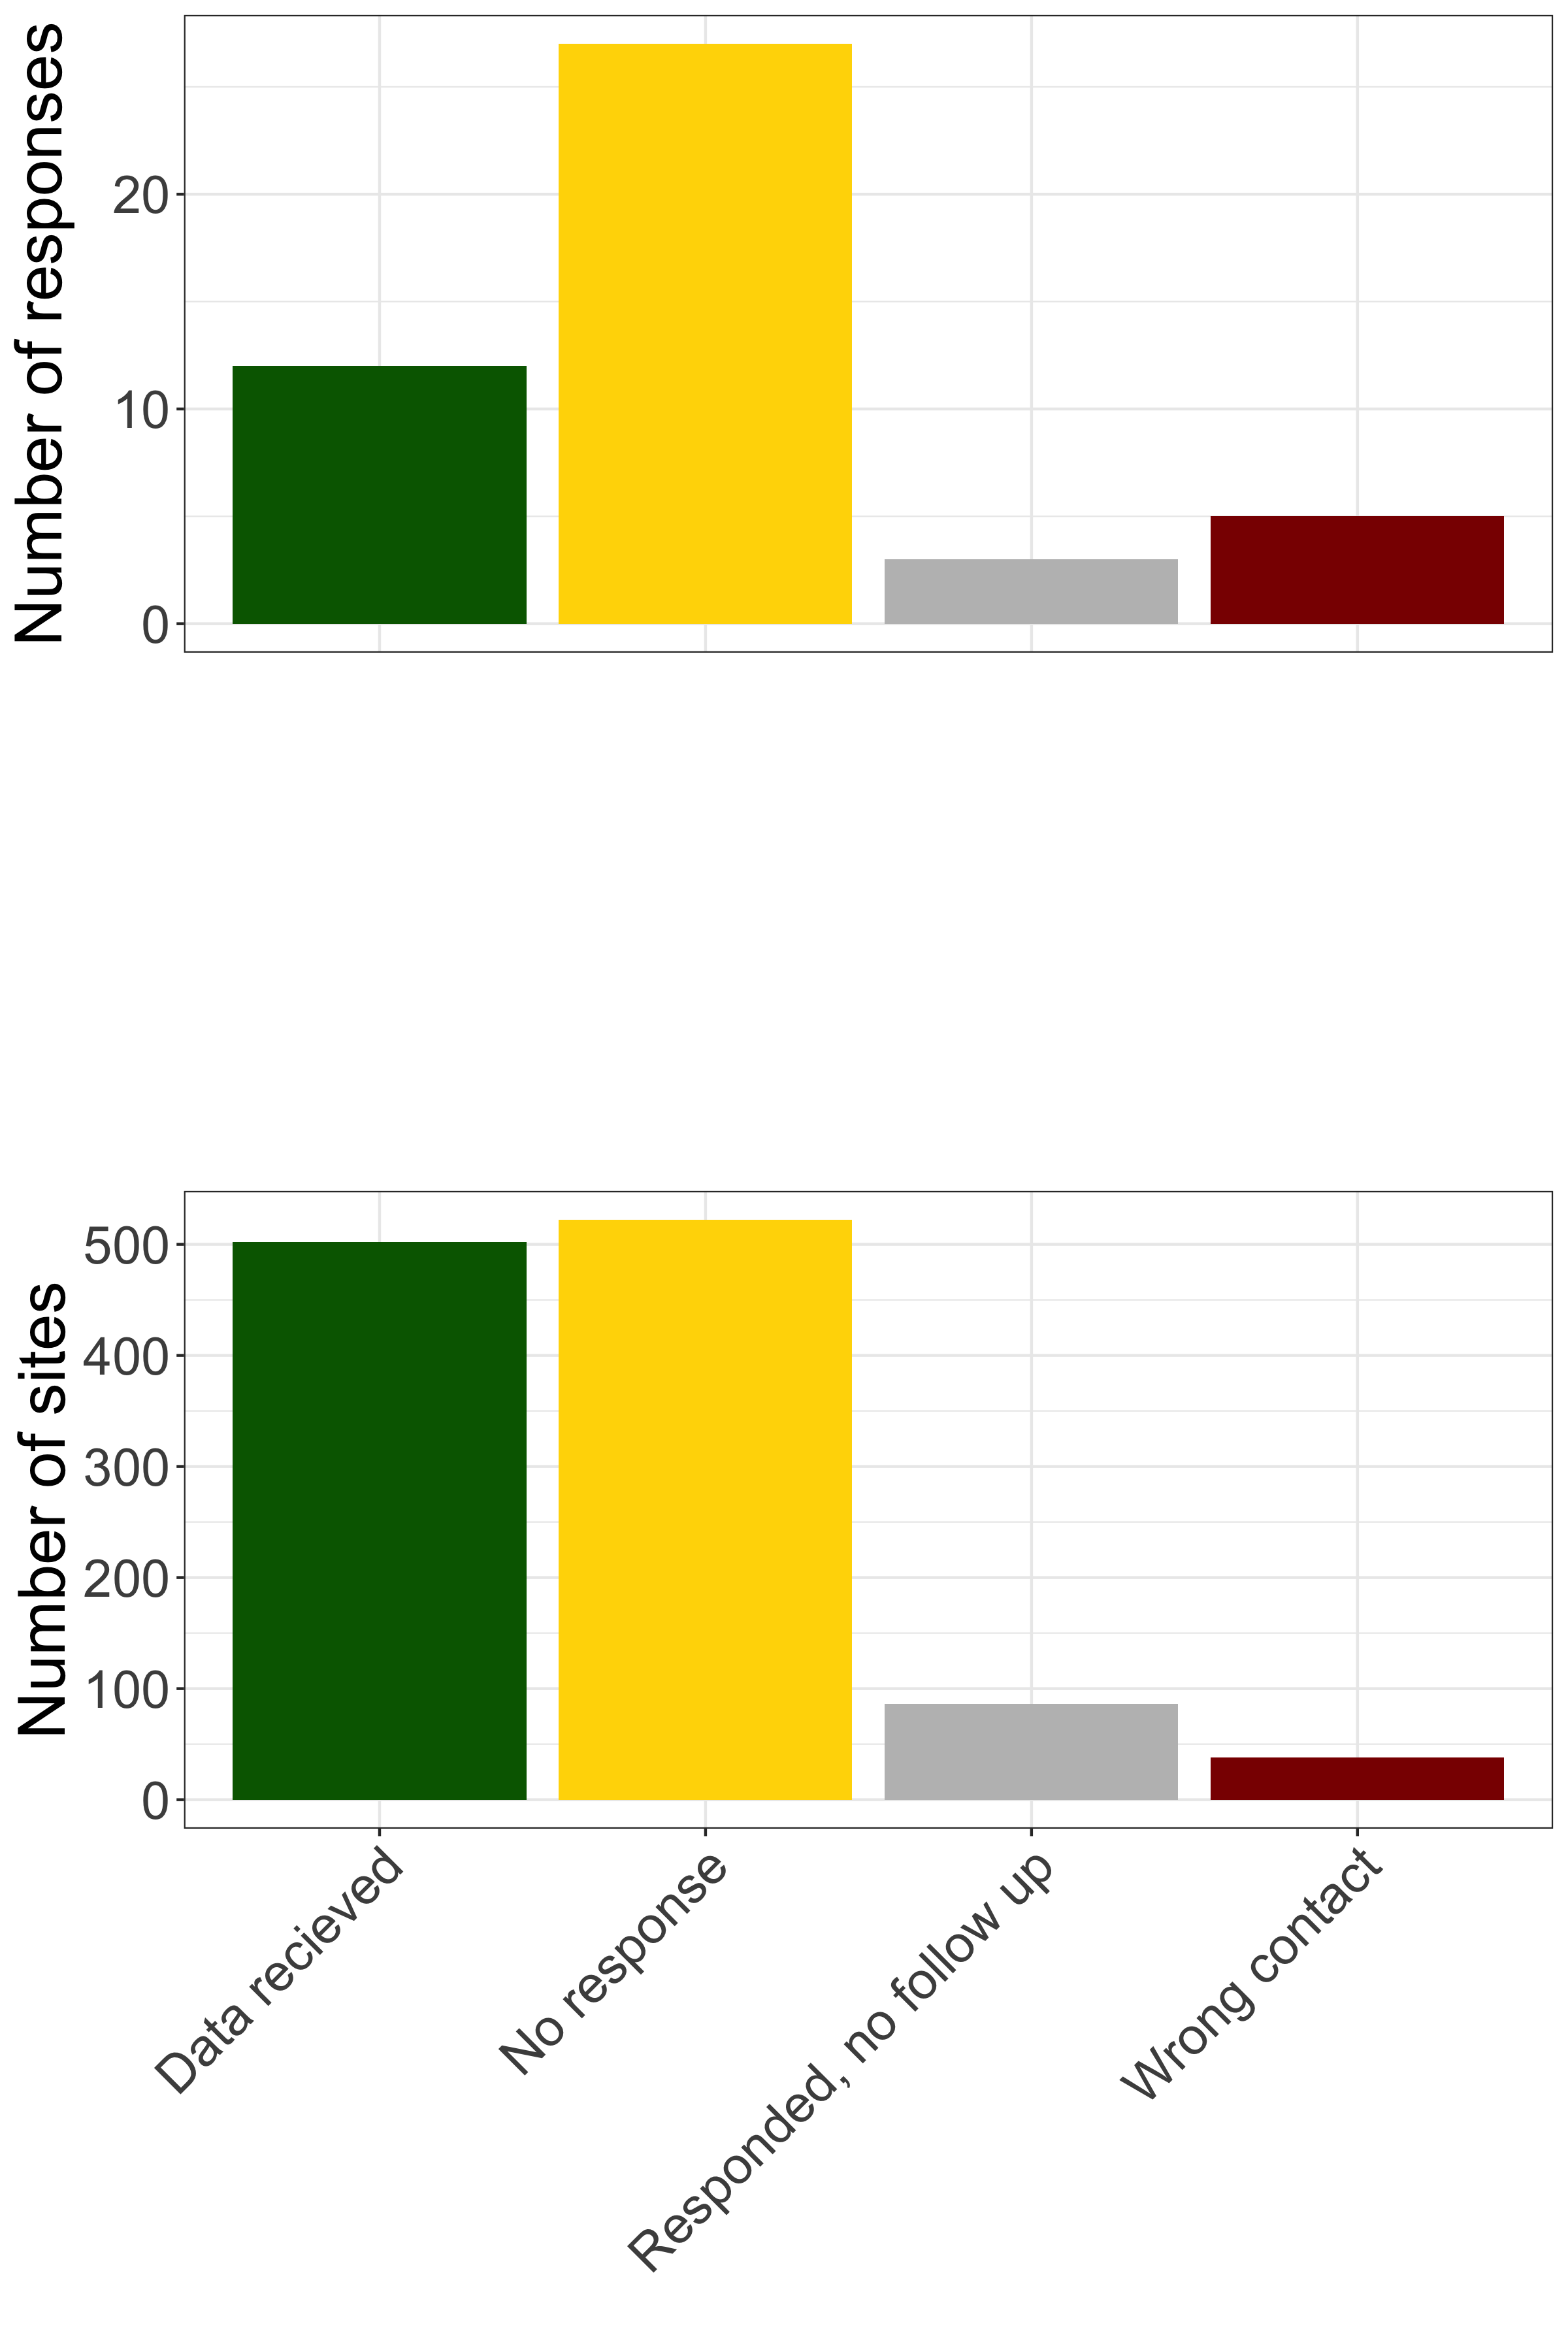 Number of responses
20
10
0
Number of sites
500
400
300
200
100
0
Data recieved
No response
Responded, no follow up
Wrong contact